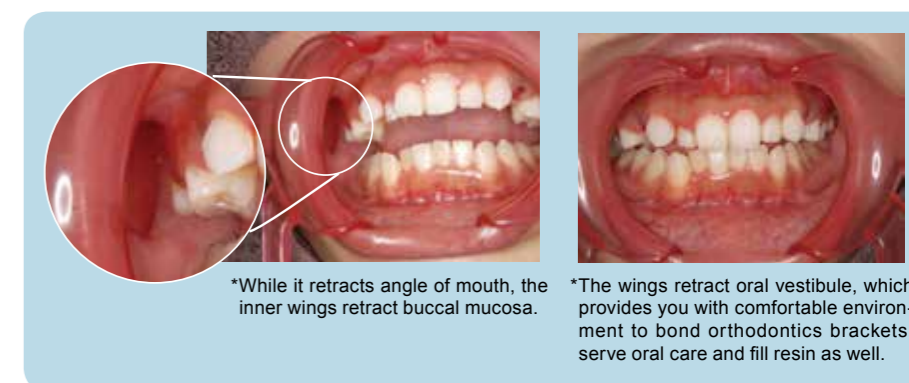 *While it retracts angle of mouth, the
inner wings retract buccal mucosa.
*The wings retract oral vestibule, which
provides you with comfortable environ-
ment to bond orthodontics brackets
serve oral care and fill resin as well.